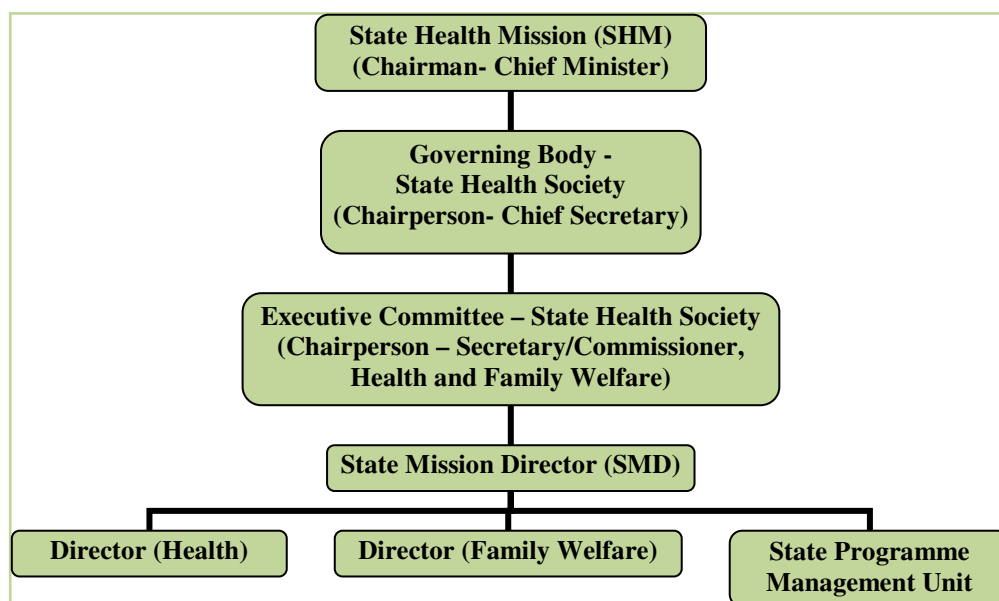 State Health Mission (SHM)
(Chairman- Chief Minister)
Governing Body -
State Health Society
(Chairperson- Chief Secretary)
Executive Committee – State Health Society
(Chairperson – Secretary/Commissioner,
Health and Family Welfare)
State Mission Director (SMD)
Director (Health)
Director (Family Welfare)
State Programme
Management Unit